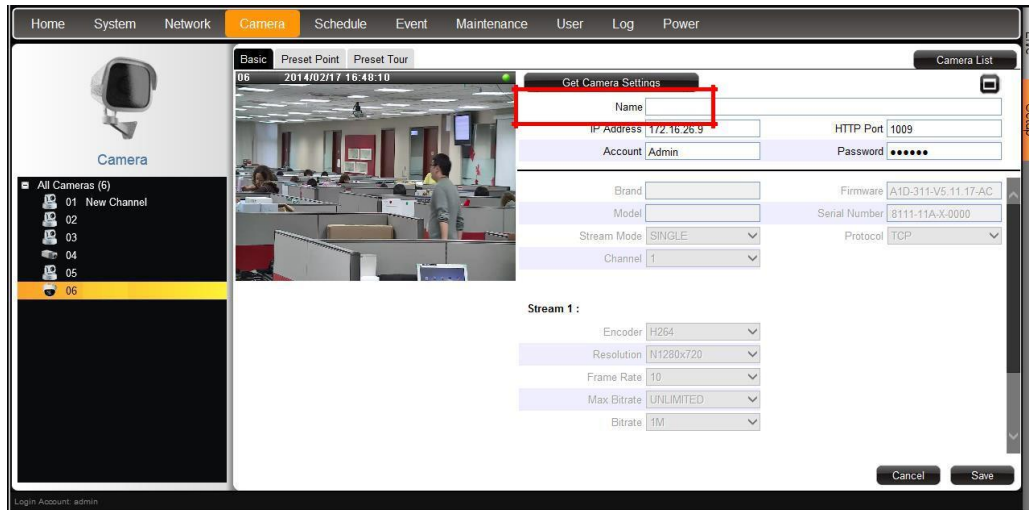 Home System Network Camera Schedule Event Maintenance User Log Power
Camera
All Cameras (6)
01 New Channel
02
03
04
05
06
Basic Preset Point Preset Tour Camera List
06 2014/02/17 16:48:10
Get Camera Settings
Name
IP Address 172.16.26.9 HTTP Port 1009
Account Admin Password ●●●●●●
Brand Firmware A1D-311-V5.11.17-AC
Model Serial Number 8111-11A-X-0000
Stream Mode SINGLE Protocol TCP
Channel 1
Stream 1 :
Encoder H264
Resolution N1280x720
Frame Rate 10
Max Bitrate UNLIMITED
Bitrate 1M
Cancel Save
Login Account: admin